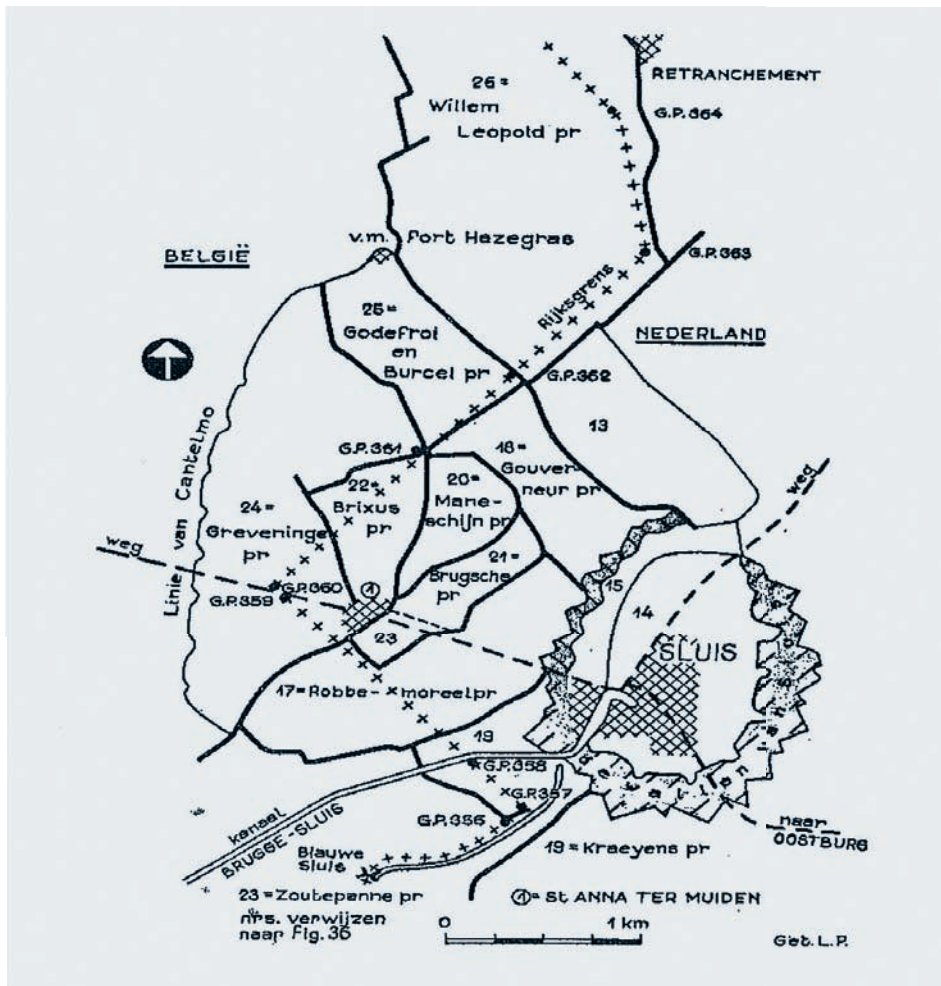 RETRANCHEMENT
26=
Willem
Leopold pr
G.P.364
v.m. Fort Hazegras
BELGIË
G.P.363
Rijksgrens
NEDERLAND
25=
Godefroi
en
Burcel pr
G.P.362
13
Linie van Cantelmo
G.P.361
18=
Gouver-
neur pr
weg
22=
Brixus
pr
20=
Mane-
schijn pr
24=
Greveninge
pr
weg
21=
Brugsche
pr
15
G.P.360
G.P.359
1
14
23
SLUIS
17=Robbe-moreelpr
19
G.P.358
G.P.357
G.P.356
wallen
kanaal
BRUGGE-SLUIS
naar
OOSTBURG
Blauwe
Sluis
19=Kraeyens pr
23=Zoutepanne pr
1= St ANNA TER MUIDEN
nrs. verwijzen
naar Fig. 36
0 1 km
Get. L.P.